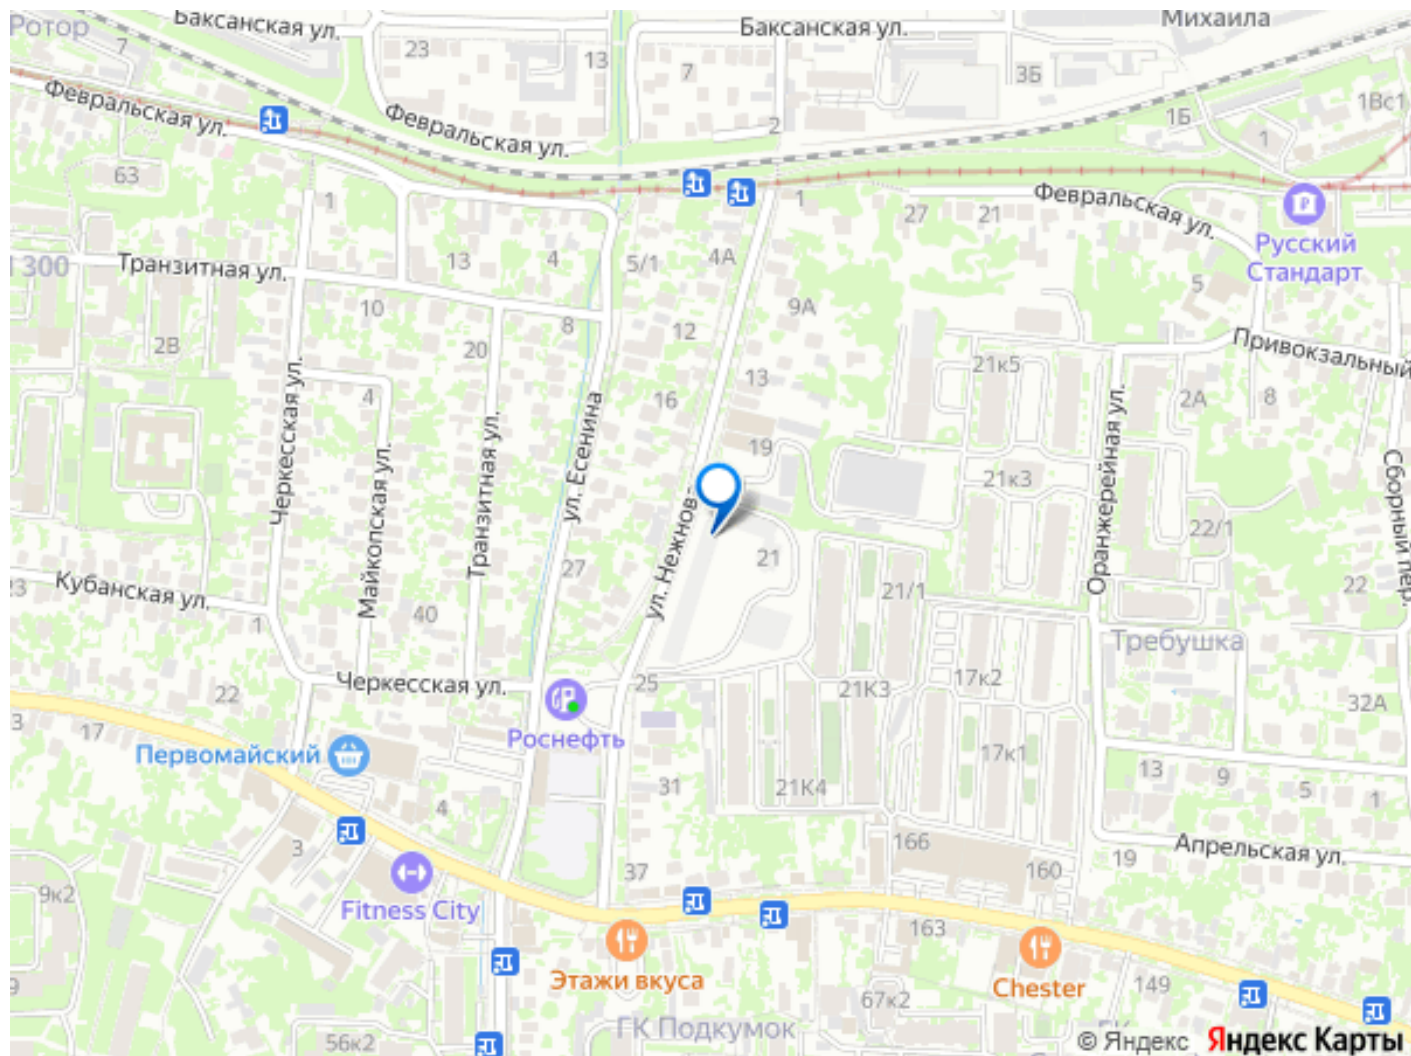 Ротор
Баксанская ул.
Баксанская ул.
Михаила
7
23
13
7
3Б
1Вс1
Февральская ул.
Февральская ул.
2
1Б
1
63
1
1
27
21
Февральская ул.
Русский
Стандарт
300
Транзитная ул.
13
4
5/1
4А
9А
5
10
8
12
2В
20
Привокзальный
4
16
13
21к5
2А
8
Черкесская ул.
Майкопская ул.
Транзитная ул.
ул. Есенина
19
21к3
Оранжерейная ул.
Сборный пер.
22/1
ул. Нежнов
21
27
21/1
22
Кубанская ул.
1
40
Требушка
Черкесская ул.
22
25
21К3
17к2
32А
3
17
Роснефть
Первомайский
31
21К4
17к1
13
9
5
1
4
3
166
160
19
Апрельская ул.
37
9к2
Fitness City
163
Этажи вкуса
Chester
149
67к2
9
56к2
ГК Подкумок
© Яндекс Яндекс Карты